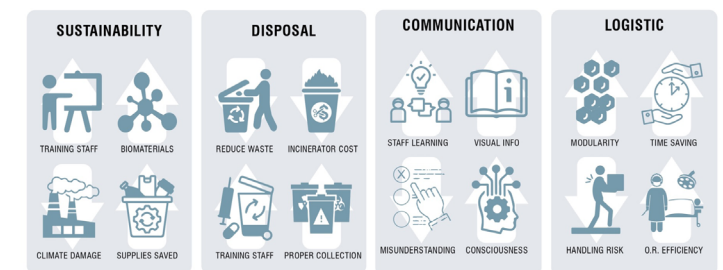 SUSTAINABILITY
TRAINING STAFF
BIOMATERIALS
CLIMATE DAMAGE
SUPPLIES SAVED
DISPOSAL
REDUCE WASTE
INCINERATOR COST
TRAINING STAFF
PROPER COLLECTION
COMMUNICATION
STAFF LEARNING
VISUAL INFO
MISUNDERSTANDING
CONSCIOUSNESS
LOGISTIC
MODULARITY
TIME SAVING
HANDLING RISK
O.R. EFFICIENCY